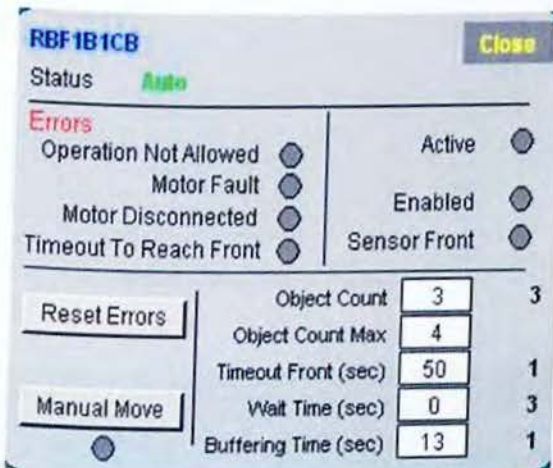 RBF1B1CB
Close
Status Auto
Errors
Operation Not Allowed
Motor Fault
Motor Disconnected
Timeout To Reach Front
Active
Enabled
Sensor Front
Reset Errors
Manual Move
Object Count 3 3
Object Count Max 4
Timeout Front (sec) 50 1
Wait Time (sec) 0 3
Buffering Time (sec) 13 1